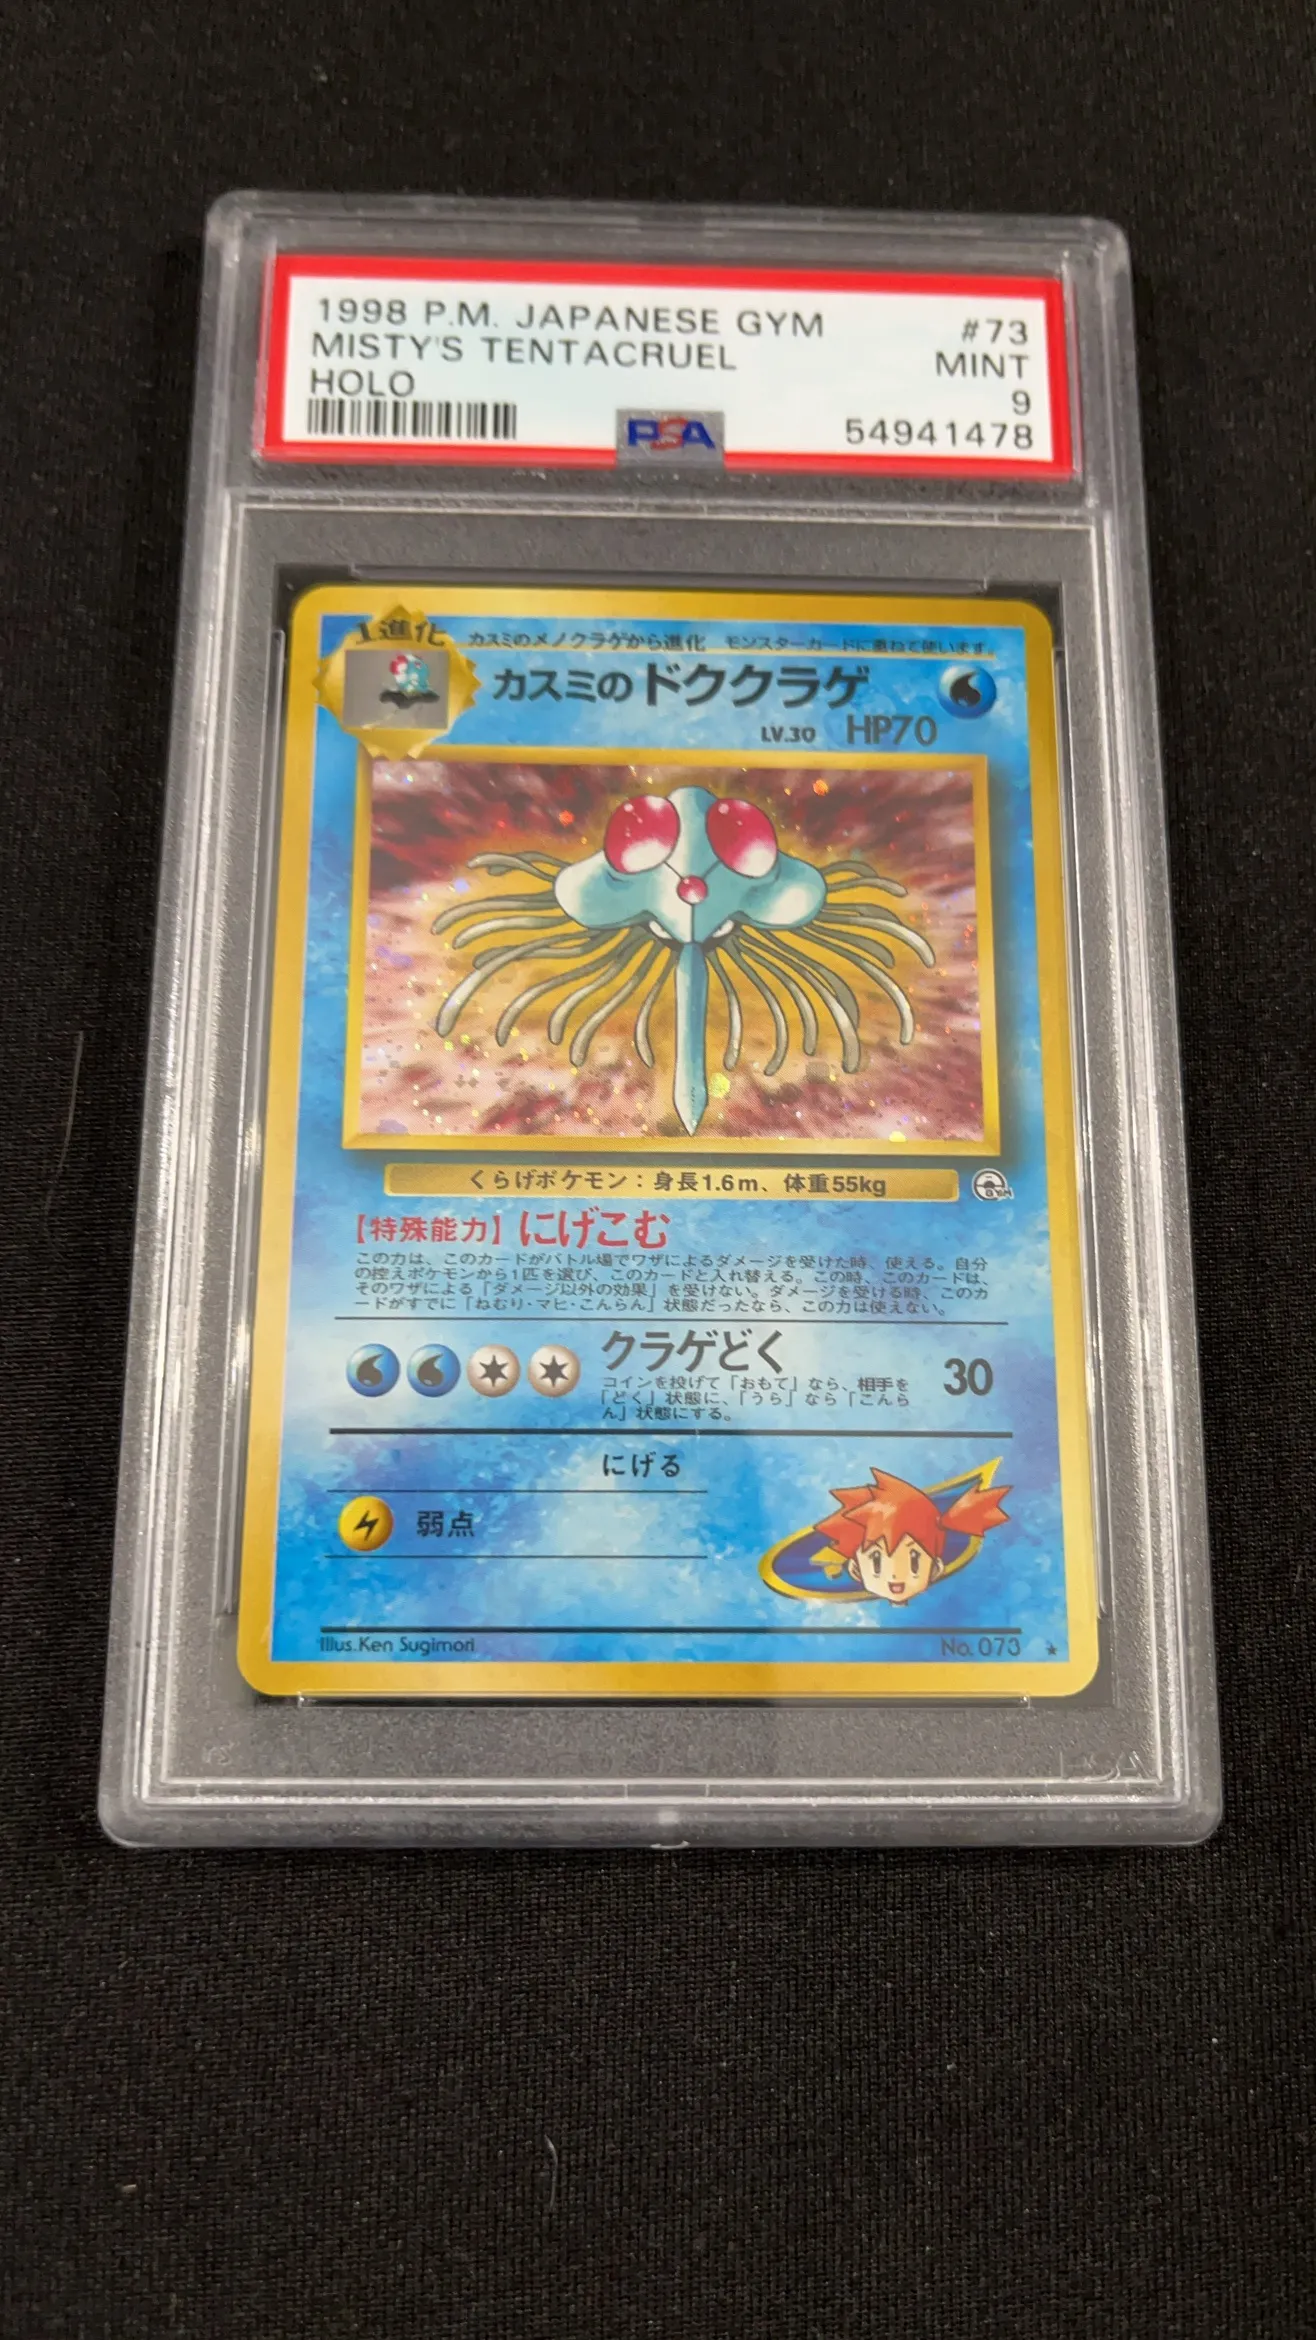 1998 P.M. JAPANESE GYM #73
MISTY'S TENTACRUEL MINT
HOLO 9
PSA 54941478
1進化 カスミのメノクラゲから進化 モンスターカードに重ねて使います。
カスミのドククラゲ
LV.30 HP70
くらげポケモン:身長1.6m、体重55kg
GYM
【特殊能力】にげこむ
この力は、このカードがバトル場でワザによるダメージを受けた時、使える。自分
の控えポケモンから1匹を選び、このカードと入れ替える。この時、このカードは、
そのワザによる「ダメージ以外の効果」を受けない。ダメージを受ける時、このカ
ードがすでに「ねむり・マヒ・こんらん」状態だったなら、この力は使えない。
クラゲどく 30
コインを投げて「おもて」なら、相手を
「どく」状態に、「うら」なら「こんら
ん」状態にする。
にげる
弱点
Illus.Ken Sugimori No.073 ★